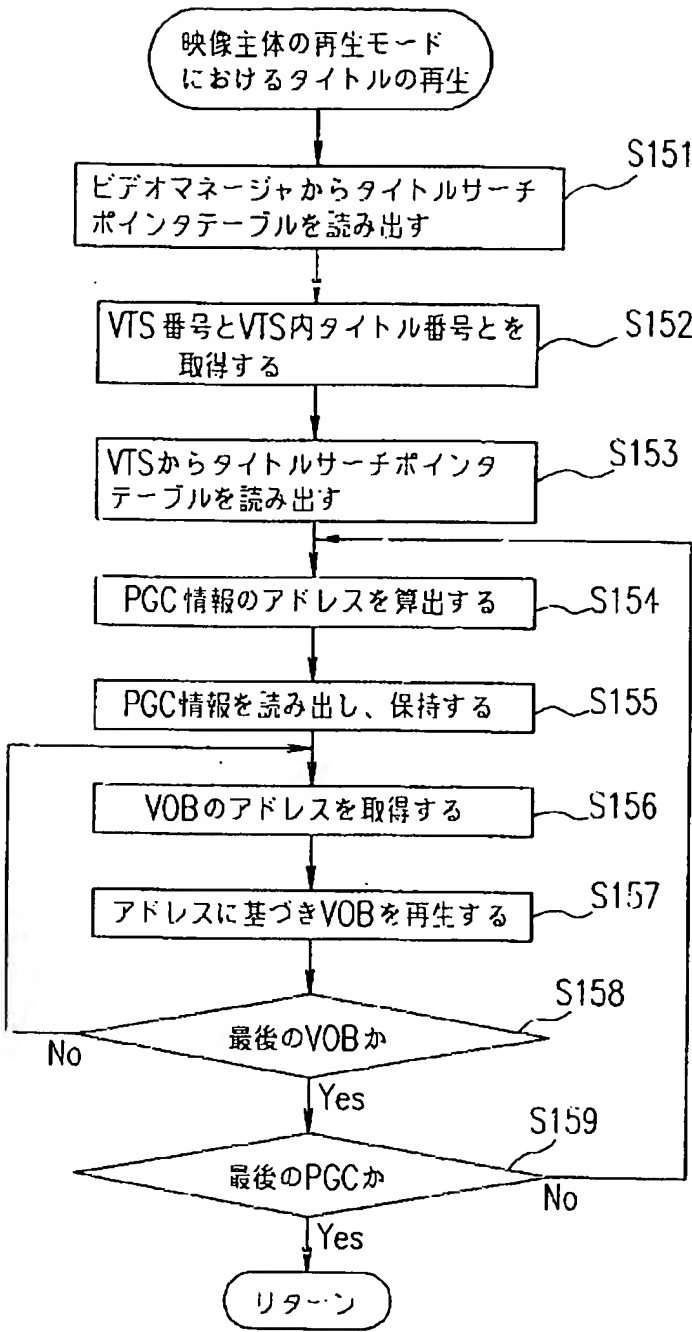 映像主体の再生モード
におけるタイトルの再生
S151
ビデオマネージャからタイトルサーチ
ポインタテーブルを読み出す
S152
VTS番号とVTS内タイトル番号とを
取得する
S153
VTSからタイトルサーチポインタ
テーブルを読み出す
PGC情報のアドレスを算出する
S154
PGC情報を読み出し、保持する
S155
VOBのアドレスを取得する
S156
アドレスに基づきVOBを再生する
S157
S158
最後のVOBか
No
Yes
S159
最後のPGCか
No
Yes
リターン